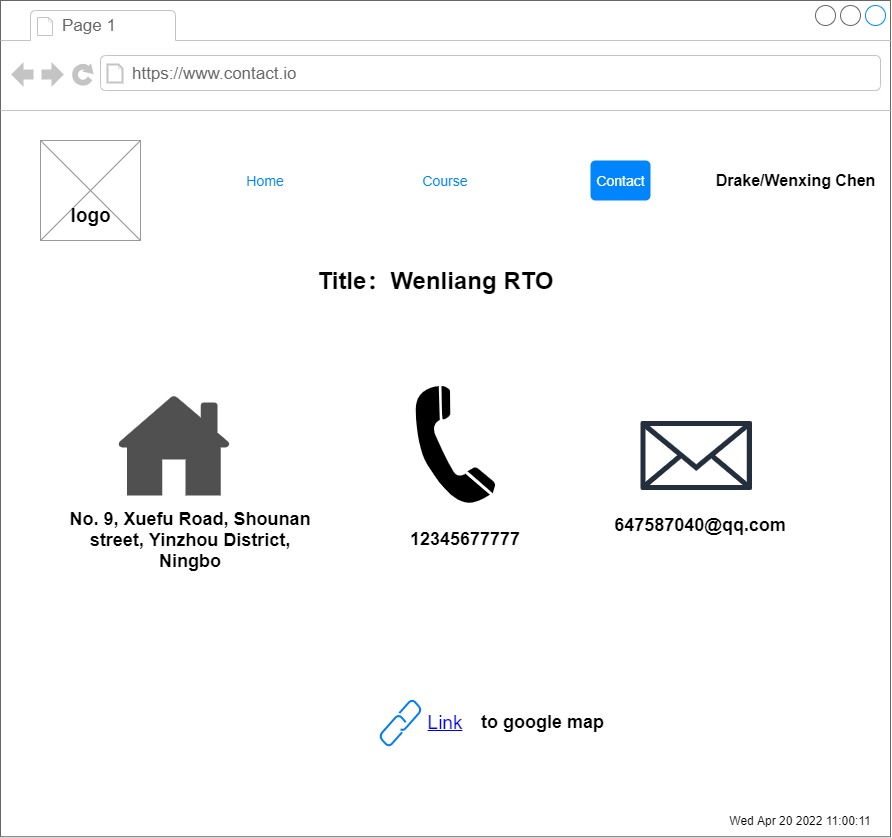 Page 1
https://www.contact.io
logo
Home
Course
Contact
Drake/Wenxing Chen
Title：Wenliang RTO
No. 9, Xuefu Road, Shounan
street, Yinzhou District,
Ningbo
12345677777
647587040@qq.com
Link to google map
Wed Apr 20 2022 11:00:11